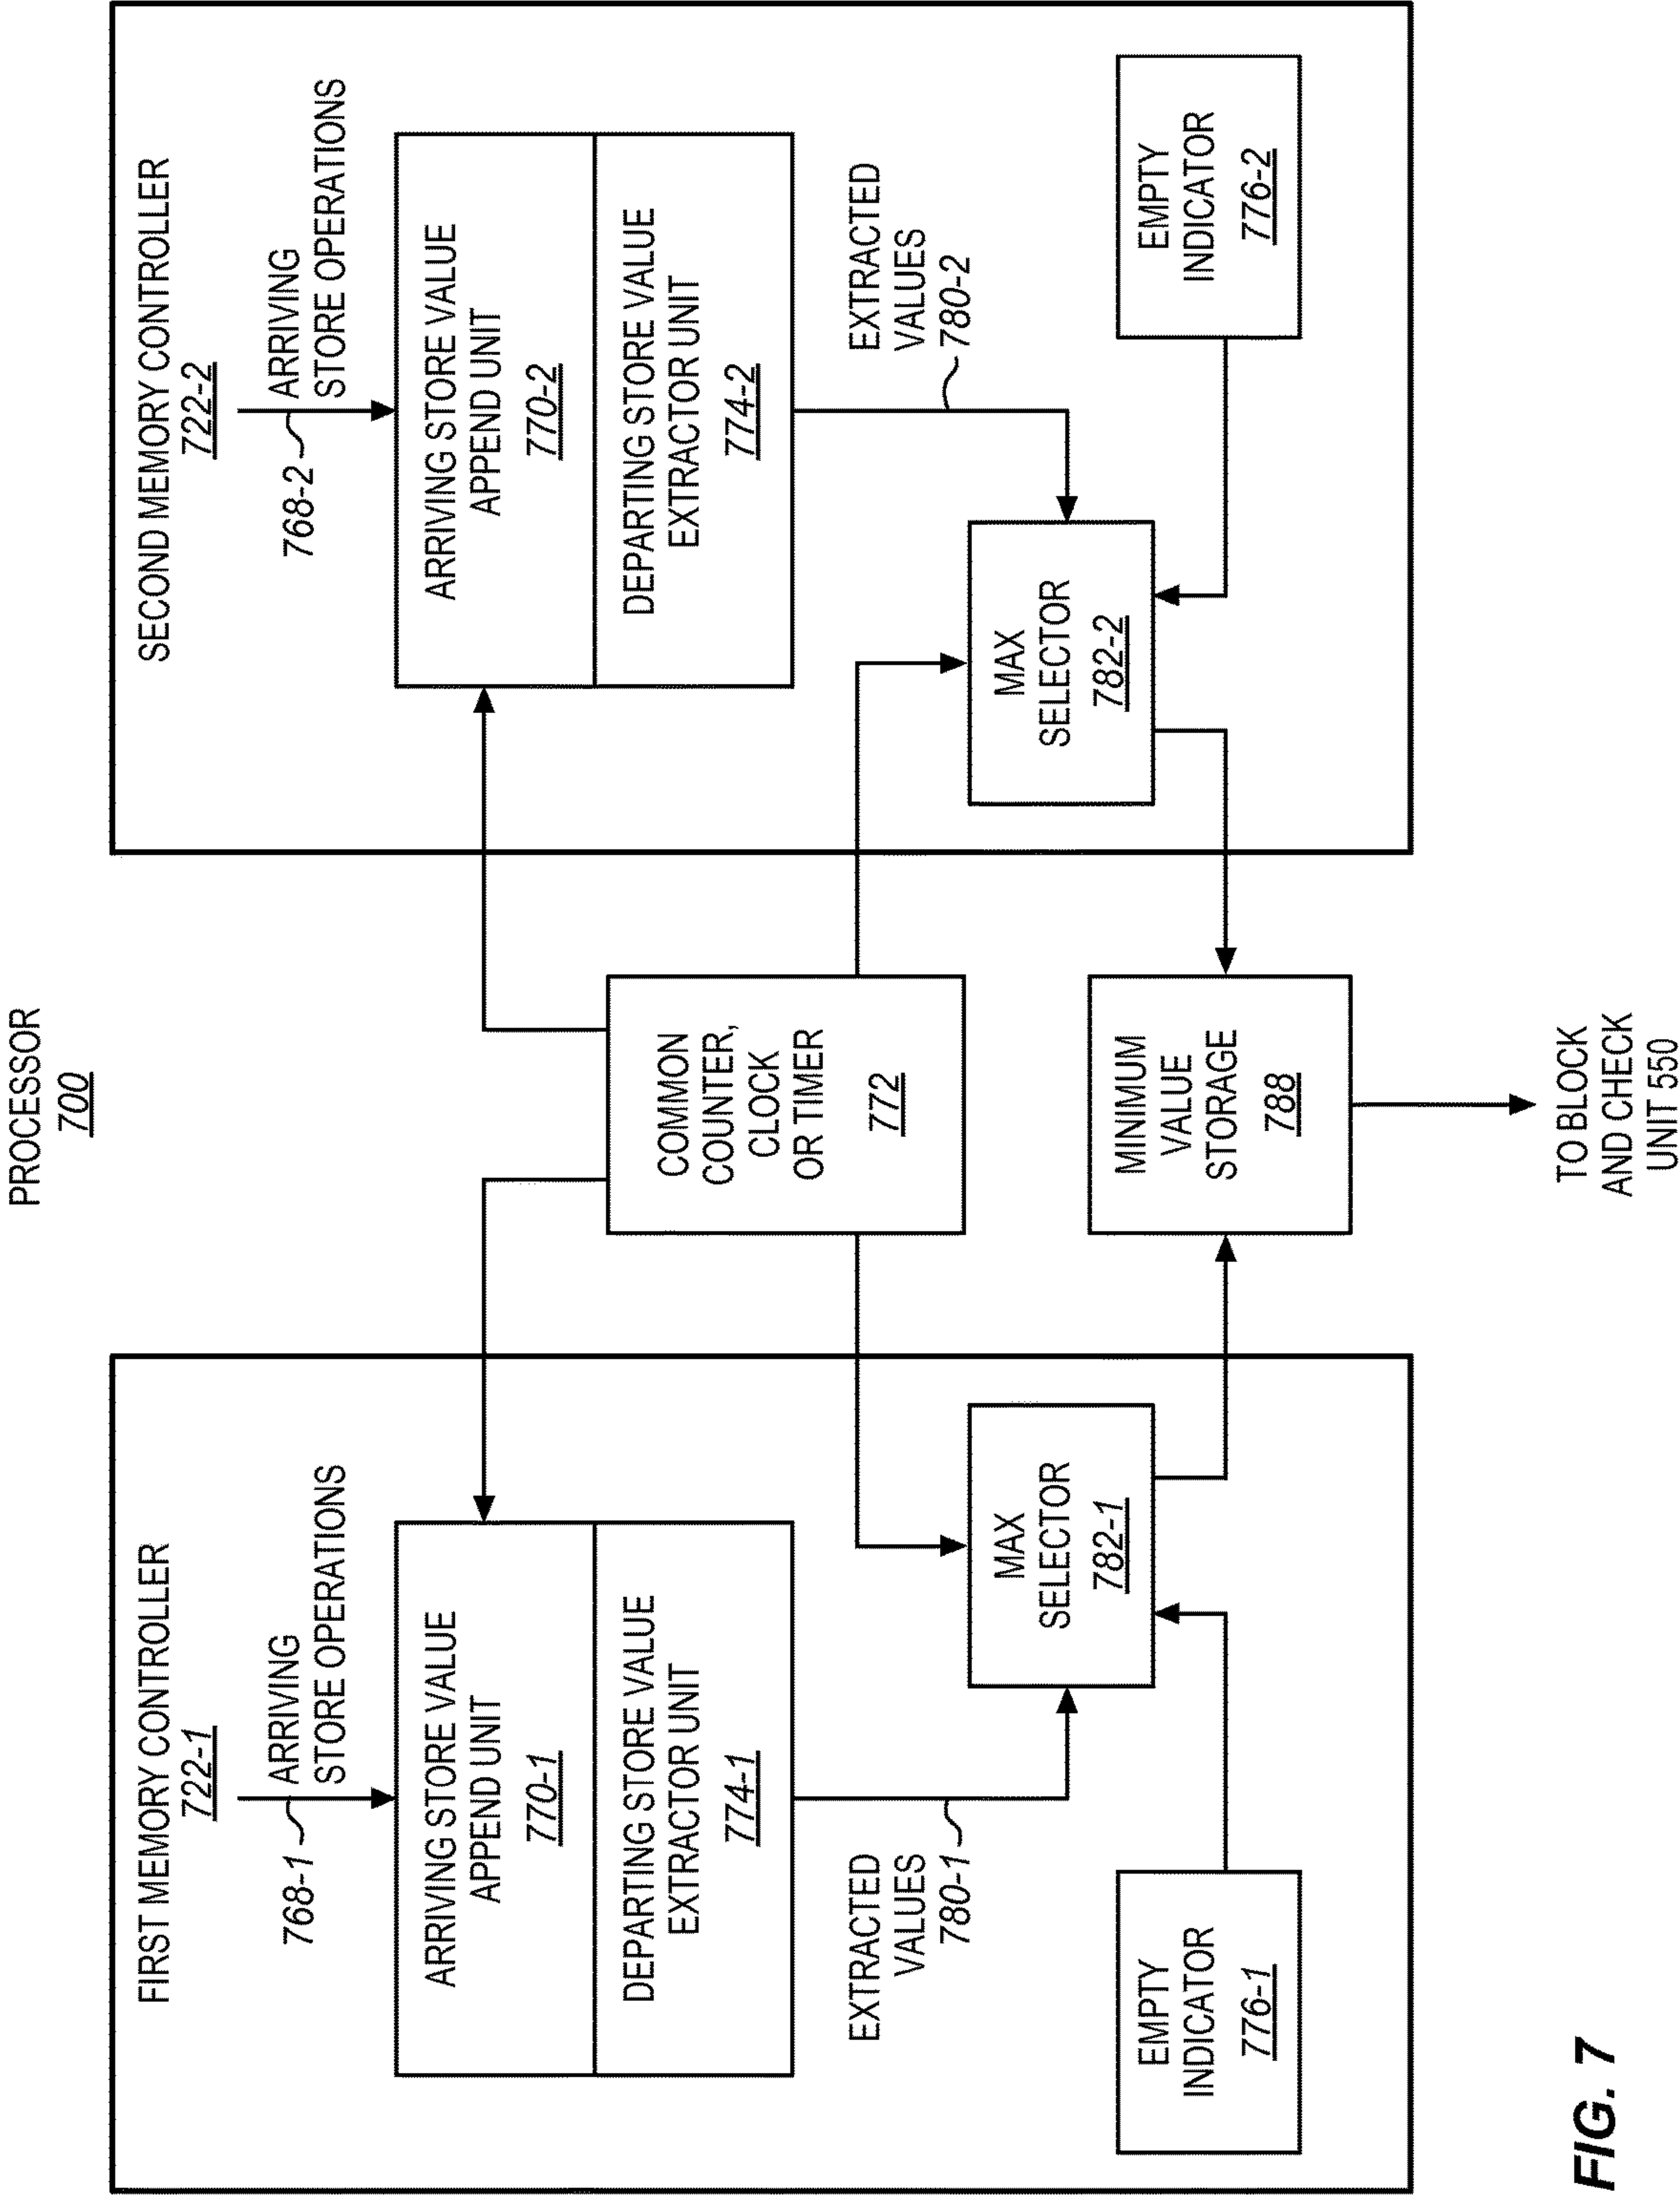 PROCESSOR
700
FIRST MEMORY CONTROLLER
722-1
768-1
ARRIVING
STORE OPERATIONS
ARRIVING STORE VALUE
APPEND UNIT
770-1
DEPARTING STORE VALUE
EXTRACTOR UNIT
774-1
EXTRACTED
VALUES
780-1
MAX
SELECTOR
782-1
EMPTY
INDICATOR
776-1
COMMON
COUNTER,
CLOCK
OR TIMER
772
MINIMUM
VALUE
STORAGE
788
TO BLOCK
AND CHECK
UNIT 550
SECOND MEMORY CONTROLLER
722-2
768-2
ARRIVING
STORE OPERATIONS
ARRIVING STORE VALUE
APPEND UNIT
770-2
DEPARTING STORE VALUE
EXTRACTOR UNIT
774-2
EXTRACTED
VALUES
780-2
MAX
SELECTOR
782-2
EMPTY
INDICATOR
776-2
FIG. 7